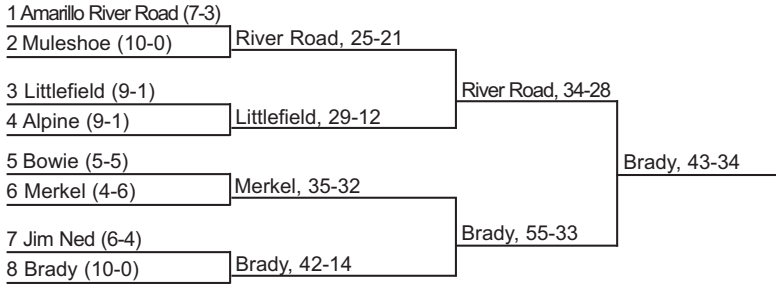 1 Amarillo River Road (7-3)
2 Muleshoe (10-0)
River Road, 25-21
3 Littlefield (9-1)
River Road, 34-28
4 Alpine (9-1)
Littlefield, 29-12
5 Bowie (5-5)
Brady, 43-34
6 Merkel (4-6)
Merkel, 35-32
7 Jim Ned (6-4)
Brady, 55-33
8 Brady (10-0)
Brady, 42-14